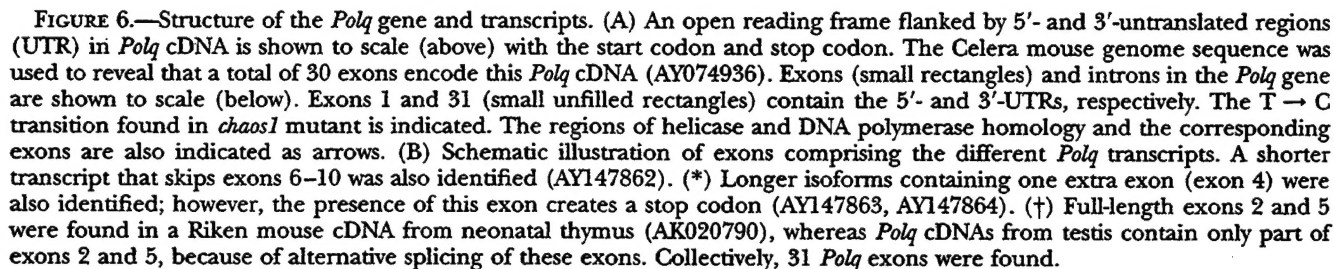 FIGURE 6.—Structure of the Polq gene and transcripts. (A) An open reading frame flanked by 5′- and 3′-untranslated regions
(UTR) in Polq cDNA is shown to scale (above) with the start codon and stop codon. The Celera mouse genome sequence was
used to reveal that a total of 30 exons encode this Polq cDNA (AY074936). Exons (small rectangles) and introns in the Polq gene
are shown to scale (below). Exons 1 and 31 (small unfilled rectangles) contain the 5′- and 3′-UTRs, respectively. The T → C
transition found in chaos1 mutant is indicated. The regions of helicase and DNA polymerase homology and the corresponding
exons are also indicated as arrows. (B) Schematic illustration of exons comprising the different Polq transcripts. A shorter
transcript that skips exons 6–10 was also identified (AY147862). (*) Longer isoforms containing one extra exon (exon 4) were
also identified; however, the presence of this exon creates a stop codon (AY147863, AY147864). (†) Full-length exons 2 and 5
were found in a Riken mouse cDNA from neonatal thymus (AK020790), whereas Polq cDNAs from testis contain only part of
exons 2 and 5, because of alternative splicing of these exons. Collectively, 31 Polq exons were found.